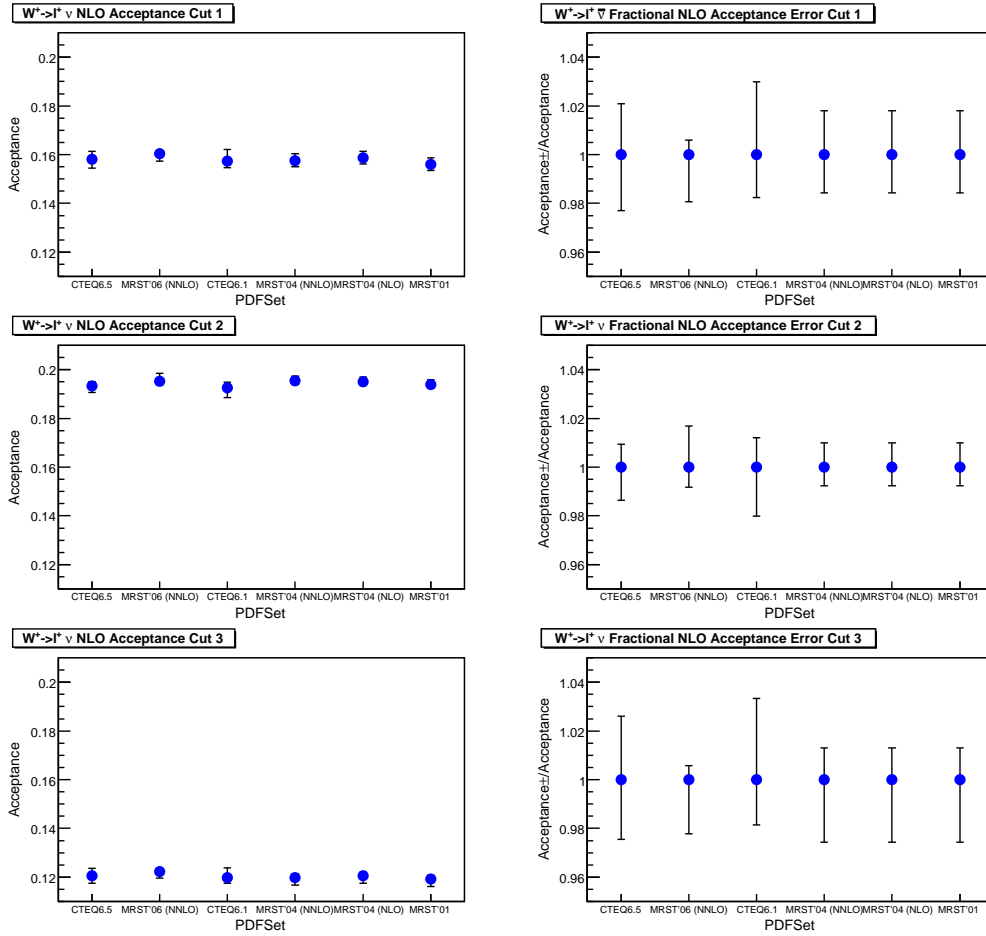 W⁺->l⁺ ν NLO Acceptance Cut 1
Acceptance
0.2
0.18
0.16
0.14
0.12
CTEQ6.5 MRST'06 (NNLO) CTEQ6.1 MRST'04 (NNLO) MRST'04 (NLO) MRST'01
PDFSet
W⁺->l⁺ ν̅ Fractional NLO Acceptance Error Cut 1
Acceptance±/Acceptance
1.04
1.02
1
0.98
0.96
CTEQ6.5 MRST'06 (NNLO) CTEQ6.1 MRST'04 (NNLO) MRST'04 (NLO) MRST'01
PDFSet
W⁺->l⁺ ν NLO Acceptance Cut 2
Acceptance
0.2
0.18
0.16
0.14
0.12
CTEQ6.5 MRST'06 (NNLO) CTEQ6.1 MRST'04 (NNLO) MRST'04 (NLO) MRST'01
PDFSet
W⁺->l⁺ ν Fractional NLO Acceptance Error Cut 2
Acceptance±/Acceptance
1.04
1.02
1
0.98
0.96
CTEQ6.5 MRST'06 (NNLO) CTEQ6.1 MRST'04 (NNLO) MRST'04 (NLO) MRST'01
PDFSet
W⁺->l⁺ ν NLO Acceptance Cut 3
Acceptance
0.2
0.18
0.16
0.14
0.12
CTEQ6.5 MRST'06 (NNLO) CTEQ6.1 MRST'04 (NNLO) MRST'04 (NLO) MRST'01
PDFSet
W⁺->l⁺ ν Fractional NLO Acceptance Error Cut 3
Acceptance±/Acceptance
1.04
1.02
1
0.98
0.96
CTEQ6.5 MRST'06 (NNLO) CTEQ6.1 MRST'04 (NNLO) MRST'04 (NLO) MRST'01
PDFSet